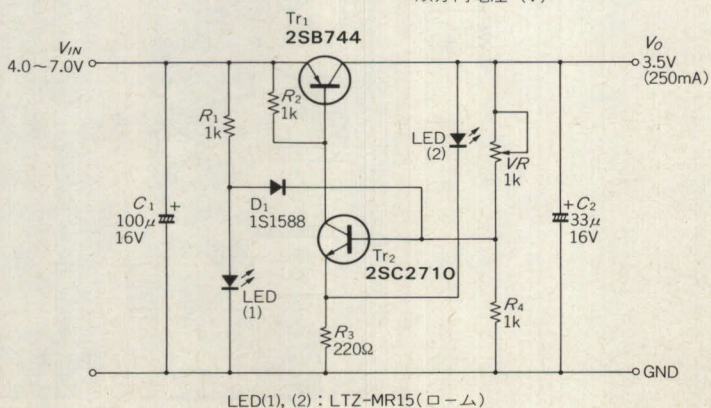 Tr₁
2SB744
V_IN
4.0～7.0V
V_O
3.5V
(250mA)
R₂
1k
R₁
1k
LED
(2)
VR
1k
C₁
+
100μ
16V
D₁
1S1588
+
C₂
33μ
16V
Tr₂
2SC2710
LED
(1)
R₃
220Ω
R₄
1k
GND
LED(1), (2) : LTZ-MR15(ローム)